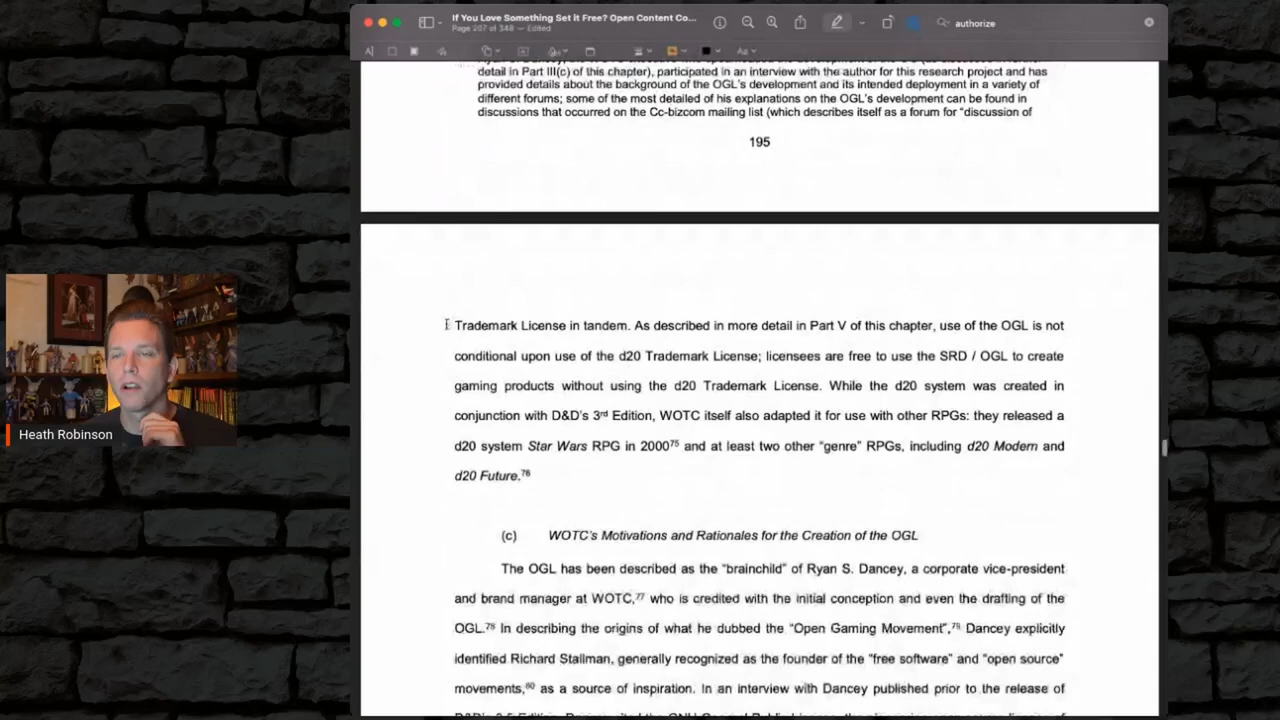 If You Love Something Set it Free? Open Content Co...
Page 207 of 348 — Edited
authorize
detail in Part III(c) of this chapter), participated in an interview with the author for this research project and has
provided details about the background of the OGL's development and its intended deployment in a variety of
different forums; some of the most detailed of his explanations on the OGL's development can be found in
discussions that occurred on the Cc-bizcom mailing list (which describes itself as a forum for "discussion of
195
Trademark License in tandem. As described in more detail in Part V of this chapter, use of the OGL is not
conditional upon use of the d20 Trademark License; licensees are free to use the SRD / OGL to create
gaming products without using the d20 Trademark License. While the d20 system was created in
conjunction with D&D's 3rd Edition, WOTC itself also adapted it for use with other RPGs: they released a
d20 system Star Wars RPG in 2000⁷⁵ and at least two other "genre" RPGs, including d20 Modern and
d20 Future.⁷⁶
(c) WOTC's Motivations and Rationales for the Creation of the OGL
The OGL has been described as the "brainchild" of Ryan S. Dancey, a corporate vice-president
and brand manager at WOTC,⁷⁷ who is credited with the initial conception and even the drafting of the
OGL.⁷⁸ In describing the origins of what he dubbed the "Open Gaming Movement",⁷⁹ Dancey explicitly
identified Richard Stallman, generally recognized as the founder of the "free software" and "open source"
movements,⁸⁰ as a source of inspiration. In an interview with Dancey published prior to the release of
Heath Robinson